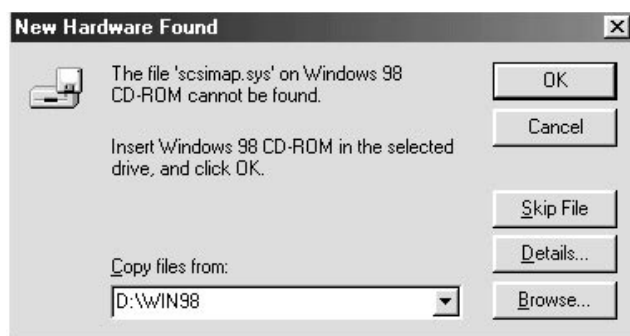 New Hardware Found
The file 'scsimap.sys' on Windows 98
CD-ROM cannot be found.
Insert Windows 98 CD-ROM in the selected
drive, and click OK.
Copy files from:
D:\WIN98
OK
Cancel
Skip File
Details...
Browse...